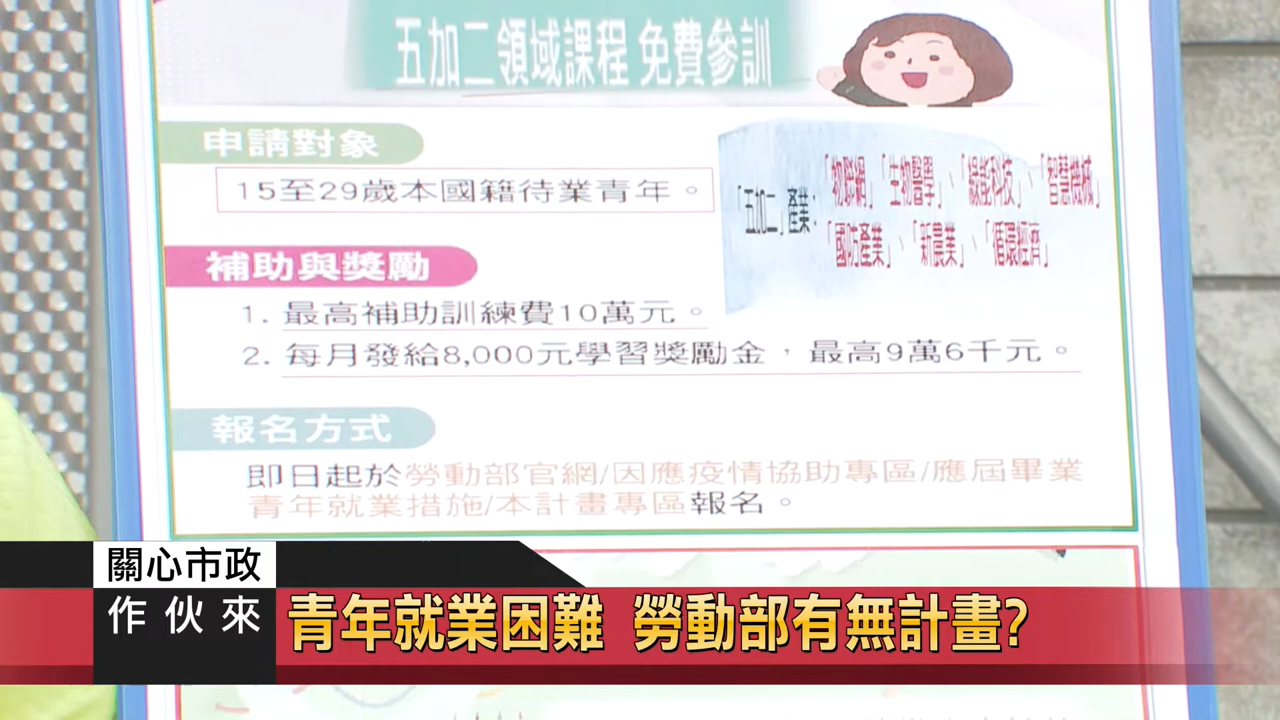 五加二領域課程 免費參訓
申請對象
15至29歲本國籍待業青年。
「五加二」產業：「物聯網」「生物醫學」、「綠能科技」、「智慧機械」
「國防產業」、「新農業」、「循環經濟」
補助與獎勵
1. 最高補助訓練費10萬元。
2. 每月發給8,000元學習獎勵金，最高9萬6千元。
報名方式
即日起於勞動部官網/因應疫情協助專區/應屆畢業
青年就業措施/本計畫專區報名。
關心市政
作伙來
青年就業困難 勞動部有無計畫?